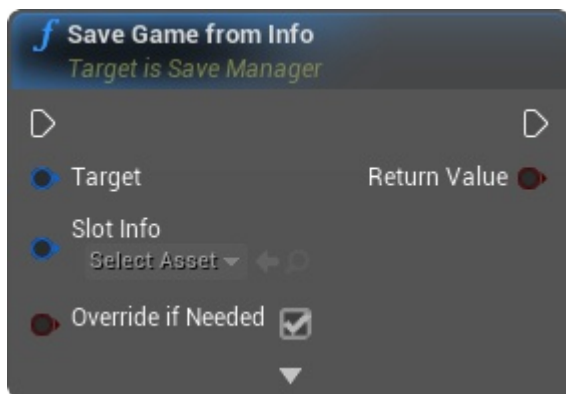 f Save Game from Info
Target is Save Manager
Target
Return Value
Slot Info
Select Asset
Override if Needed